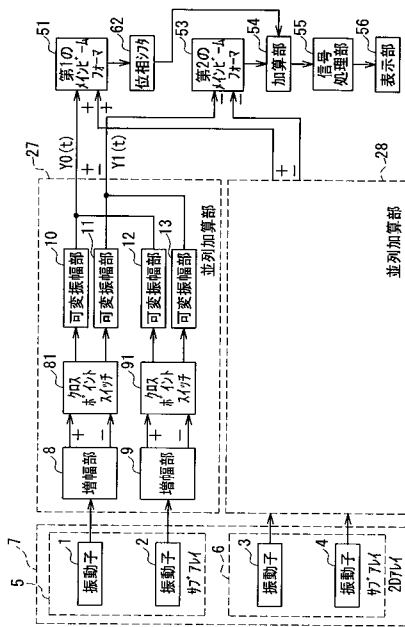 7
5
1
振動子
2
振動子
サブアレイ
6
3
振動子
4
振動子
サブアレイ
2Dアレイ
27
8
増幅部
+
−
81
クロス
ポイント
スイッチ
10
可変振幅部
11
可変振幅部
9
増幅部
+
−
91
クロス
ポイント
スイッチ
12
可変振幅部
13
可変振幅部
並列加算部
28
並列加算部
Y0(t)
Y1(t)
+
−
+
−
51
第1の
メインビーム
フォーマ
+
+
62
位相シフタ
53
第2の
メインビーム
フォーマ
−
−
54
加算部
55
信号
処理部
56
表示部